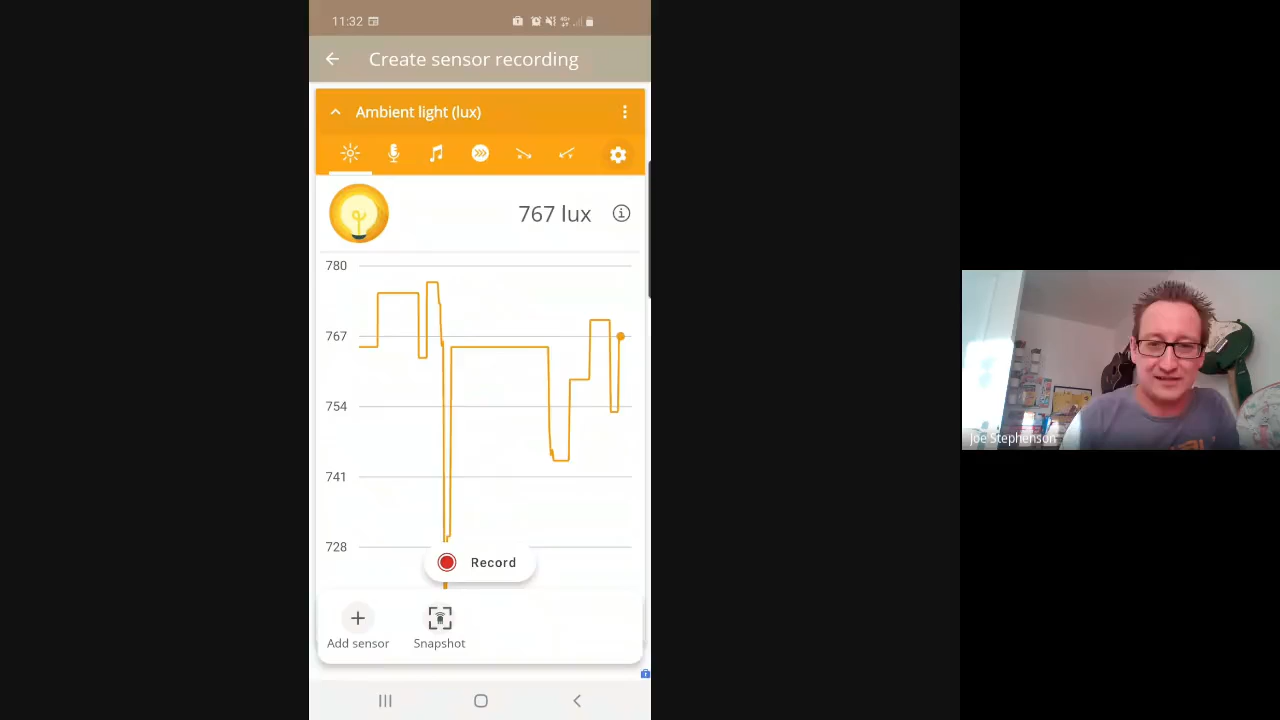 11:32
Create sensor recording
Ambient light (lux)
767 lux
780
767
754
741
728
Record
Add sensor
Snapshot
Joe Stephenson